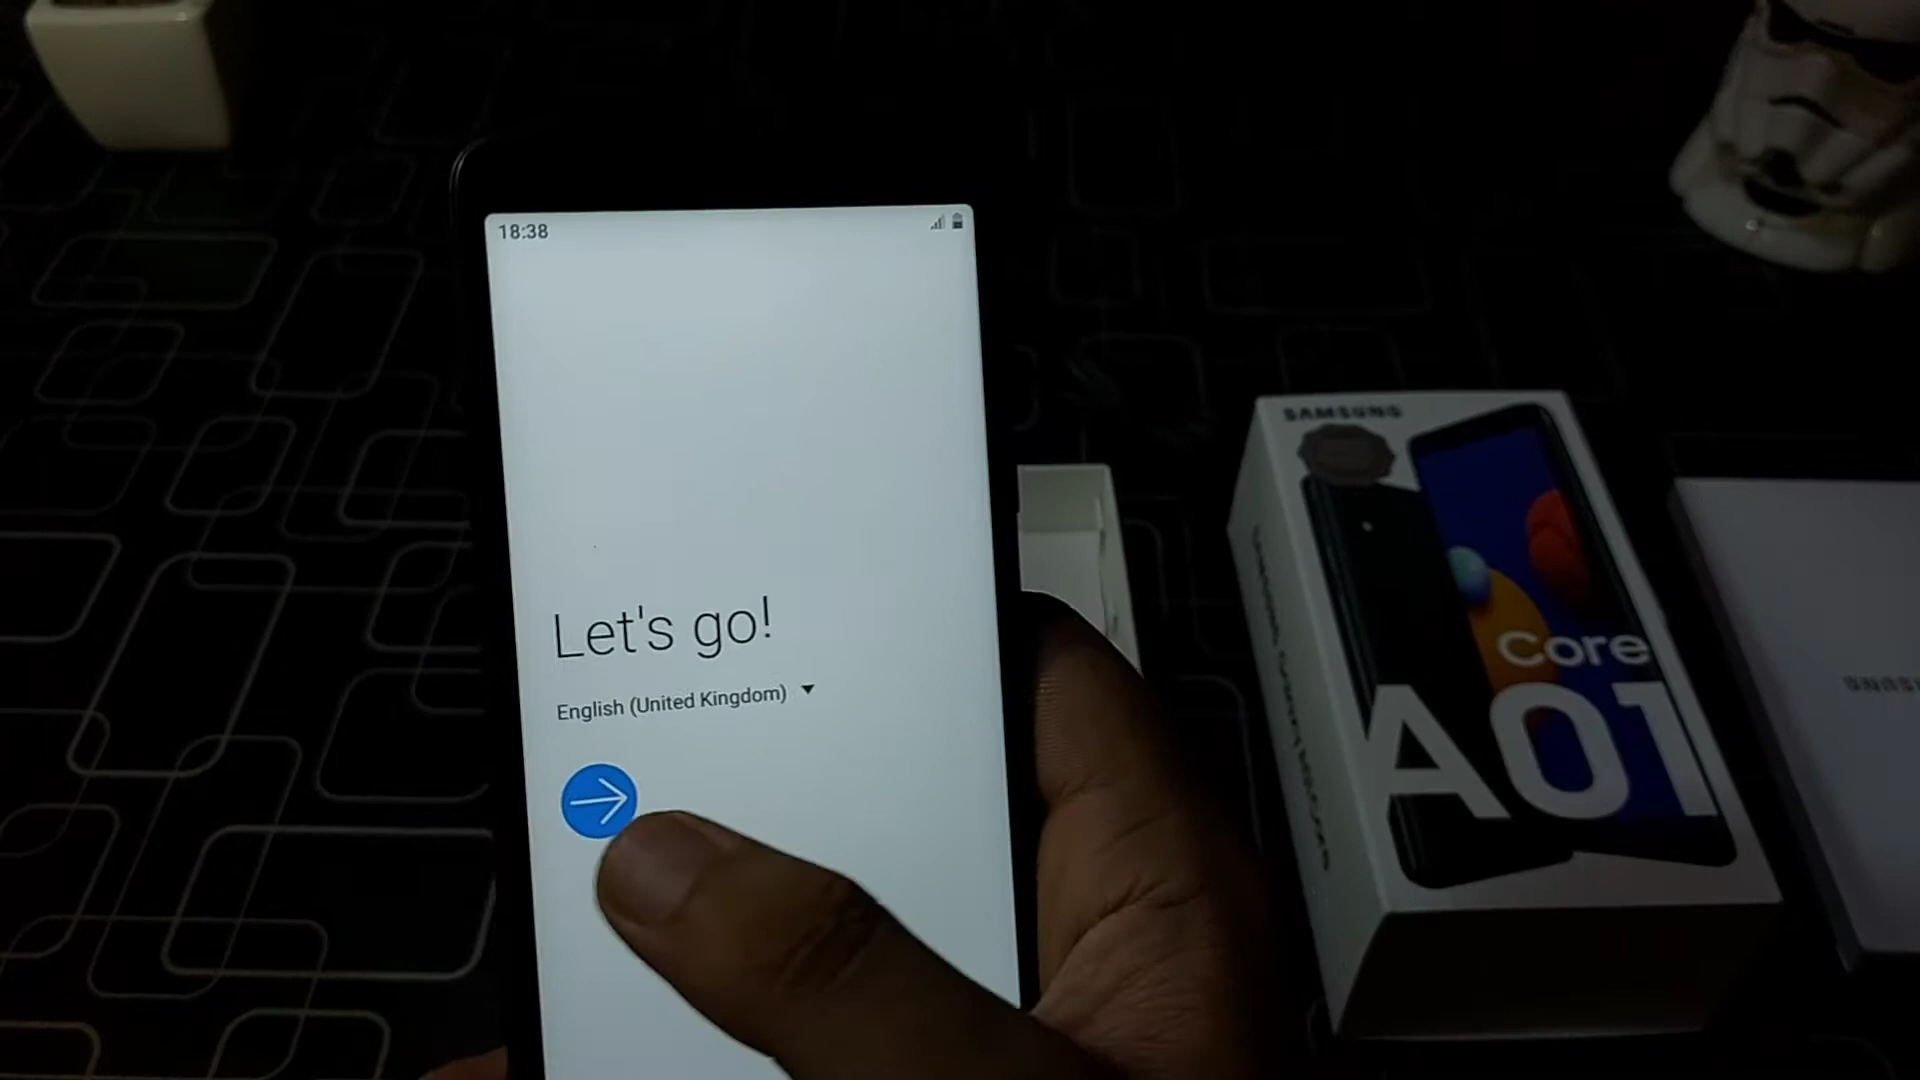 18:38
Let's go!
English (United Kingdom)
SAMSUNG
Core
A01